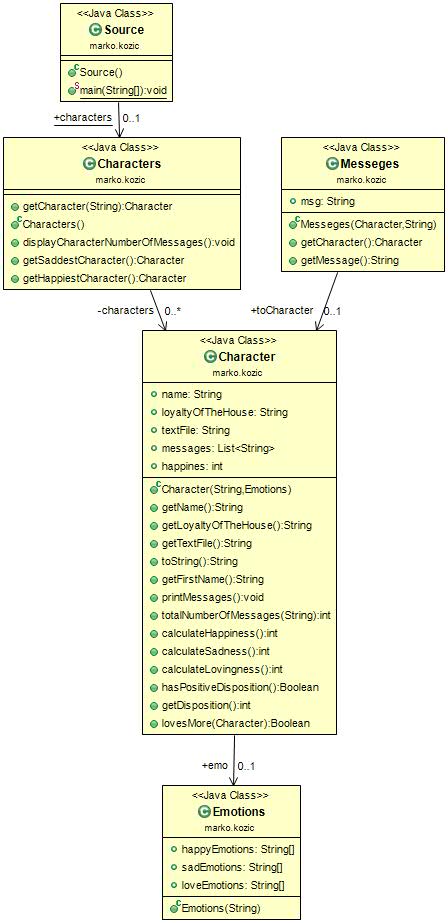 <<Java Class>>
Source
marko.kozic
Source()
main(String[]):void
+characters 0..1
<<Java Class>>
Characters
marko.kozic
getCharacter(String):Character
Characters()
displayCharacterNumberOfMessages():void
getSaddestCharacter():Character
getHappiestCharacter():Character
<<Java Class>>
Messeges
marko.kozic
msg: String
Messeges(Character,String)
getCharacter():Character
getMessage():String
-characters 0..*
+toCharacter 0..1
<<Java Class>>
Character
marko.kozic
name: String
loyaltyOfTheHouse: String
textFile: String
messages: List<String>
happines: int
Character(String,Emotions)
getName():String
getLoyaltyOfTheHouse():String
getTextFile():String
toString():String
getFirstName():String
printMessages():void
totalNumberOfMessages(String):int
calculateHappiness():int
calculateSadness():int
calculateLovingness():int
hasPositiveDisposition():Boolean
getDisposition():int
lovesMore(Character):Boolean
+emo 0..1
<<Java Class>>
Emotions
marko.kozic
happyEmotions: String[]
sadEmotions: String[]
loveEmotions: String[]
Emotions(String)